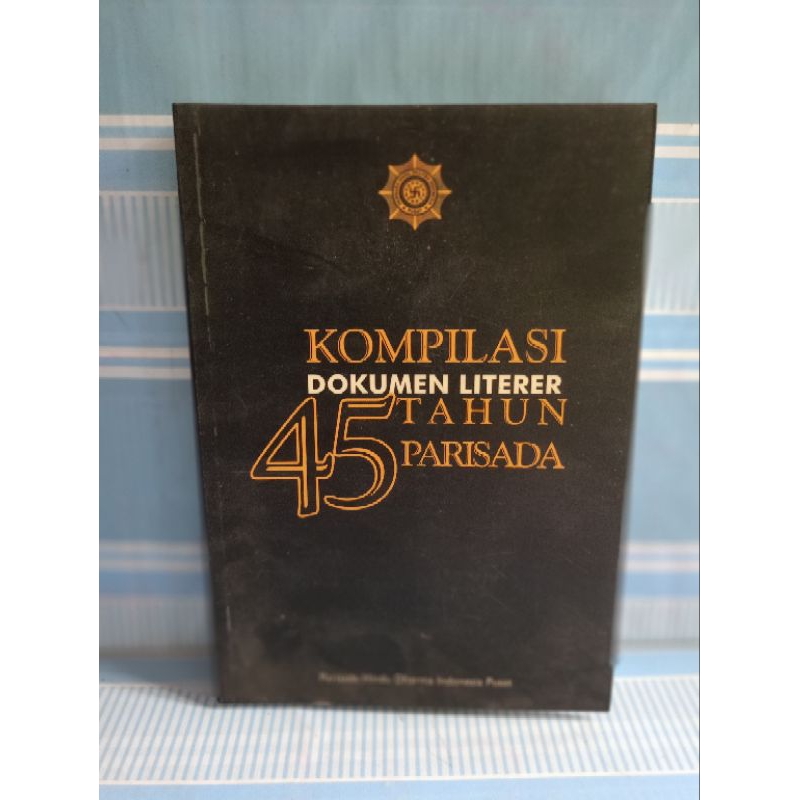 KOMPILASI
DOKUMEN LITERER
45 TAHUN
PARISADA
Parisada Hindu Dharma Indonesia Pusat